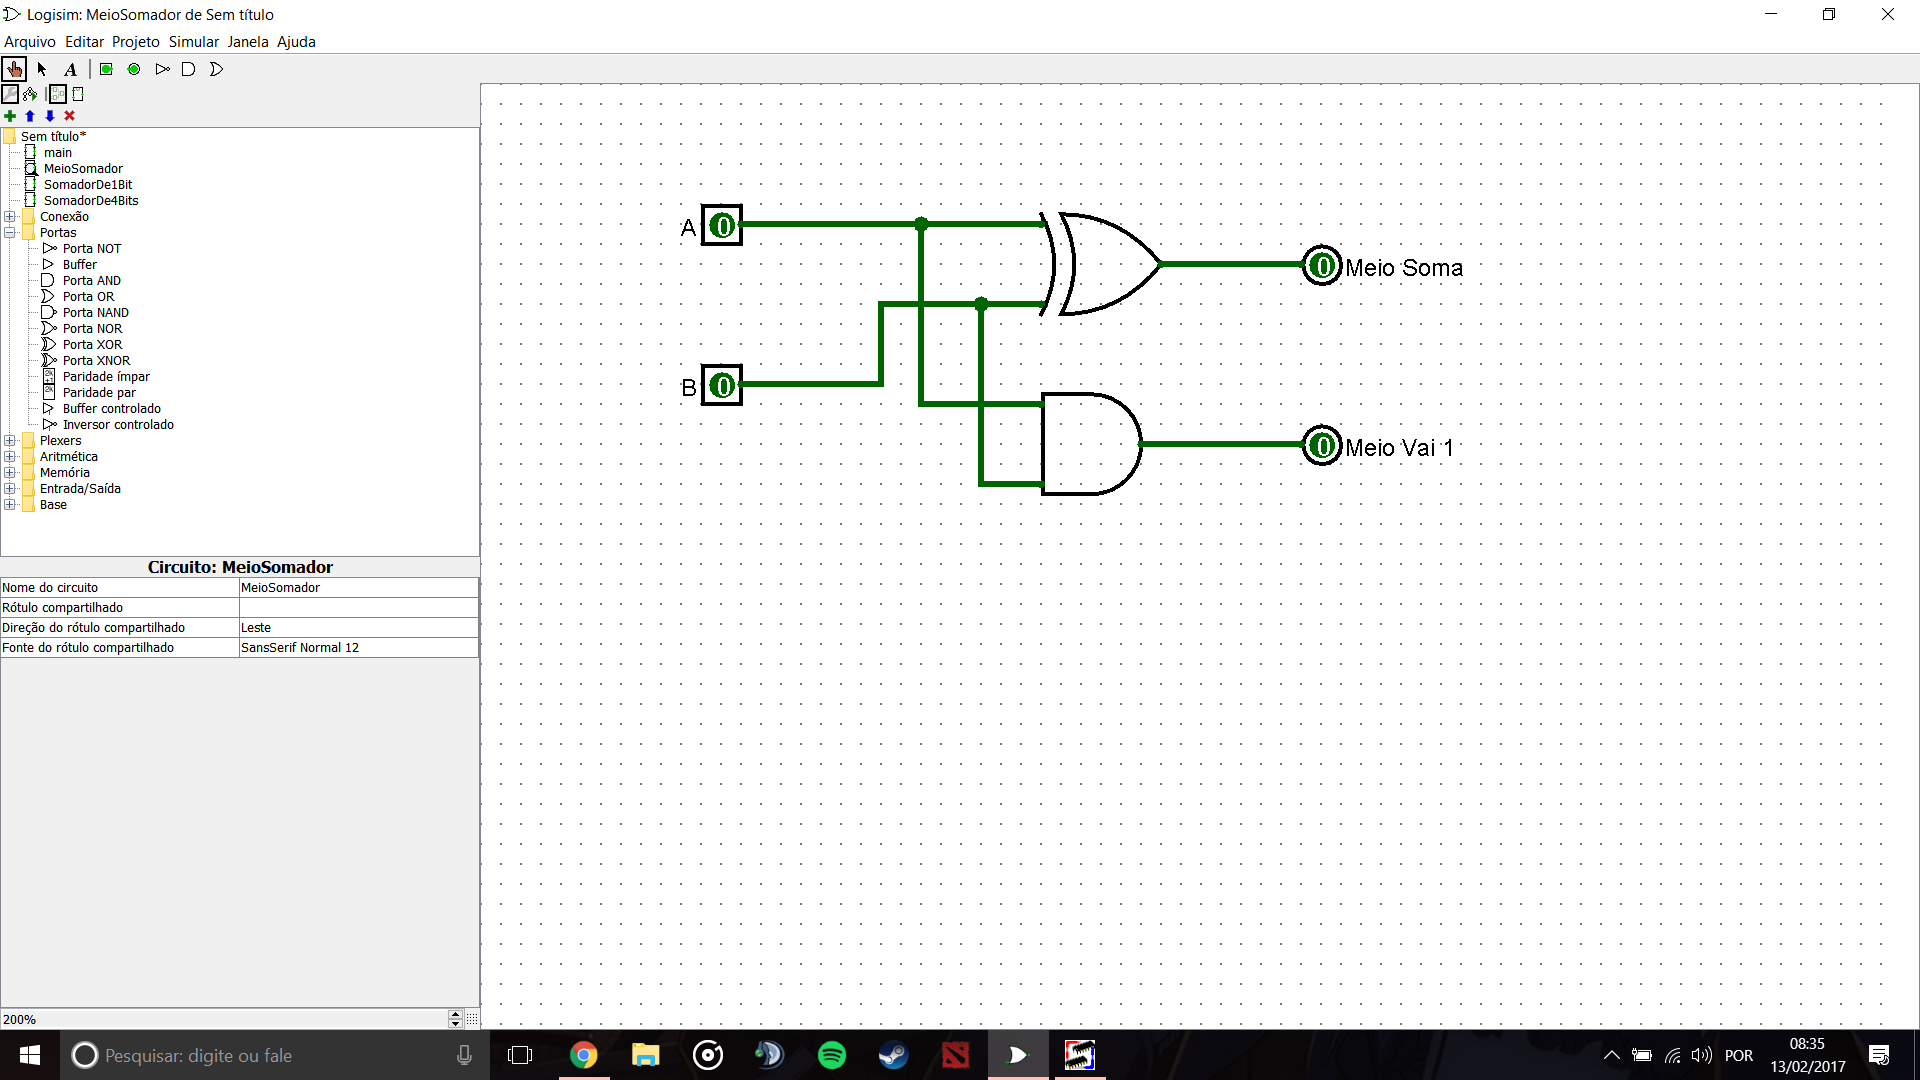 Logisim: MeioSomador de Sem título
Arquivo Editar Projeto Simular Janela Ajuda
A
Sem título*
main
MeioSomador
SomadorDe1Bit
SomadorDe4Bits
Conexão
Portas
Porta NOT
Buffer
Porta AND
Porta OR
Porta NAND
Porta NOR
Porta XOR
Porta XNOR
Paridade ímpar
Paridade par
Buffer controlado
Inversor controlado
Plexers
Aritmética
Memória
Entrada/Saída
Base
Circuito: MeioSomador
Nome do circuito MeioSomador
Rótulo compartilhado
Direção do rótulo compartilhado Leste
Fonte do rótulo compartilhado SansSerif Normal 12
200%
A 0
0 Meio Soma
B 0
0 Meio Vai 1
Pesquisar: digite ou fale
POR
08:35
13/02/2017